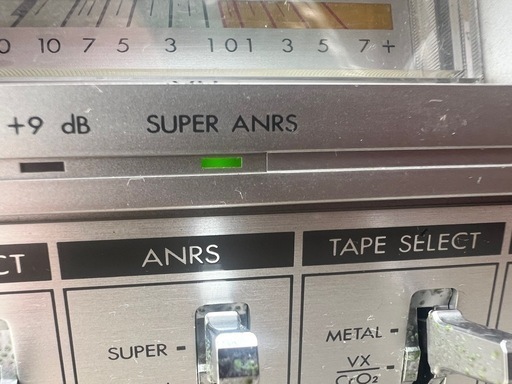 0 10 7 5 3 1 0 1 3 5 7 +
+9 dB SUPER ANRS
CT ANRS TAPE SELECT
METAL -
SUPER - VX
CrO₂